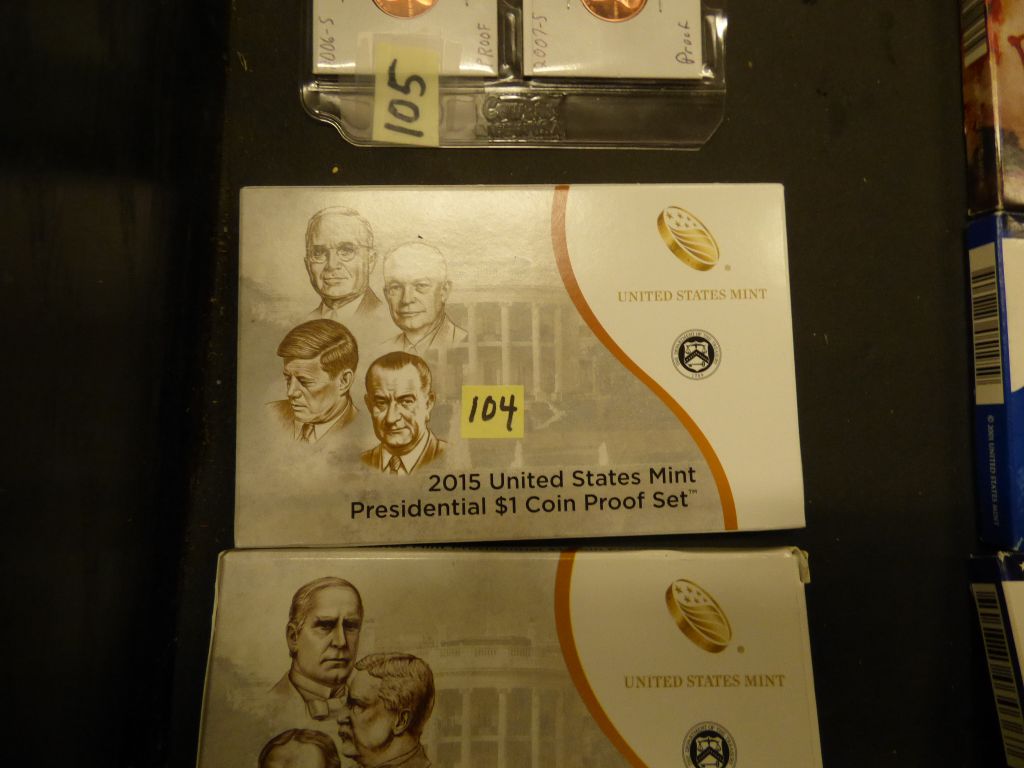 2006-S
PROOF
2007-S
Proof
105
UNITED STATES MINT
104
2015 United States Mint
Presidential $1 Coin Proof Set™
UNITED STATES MINT